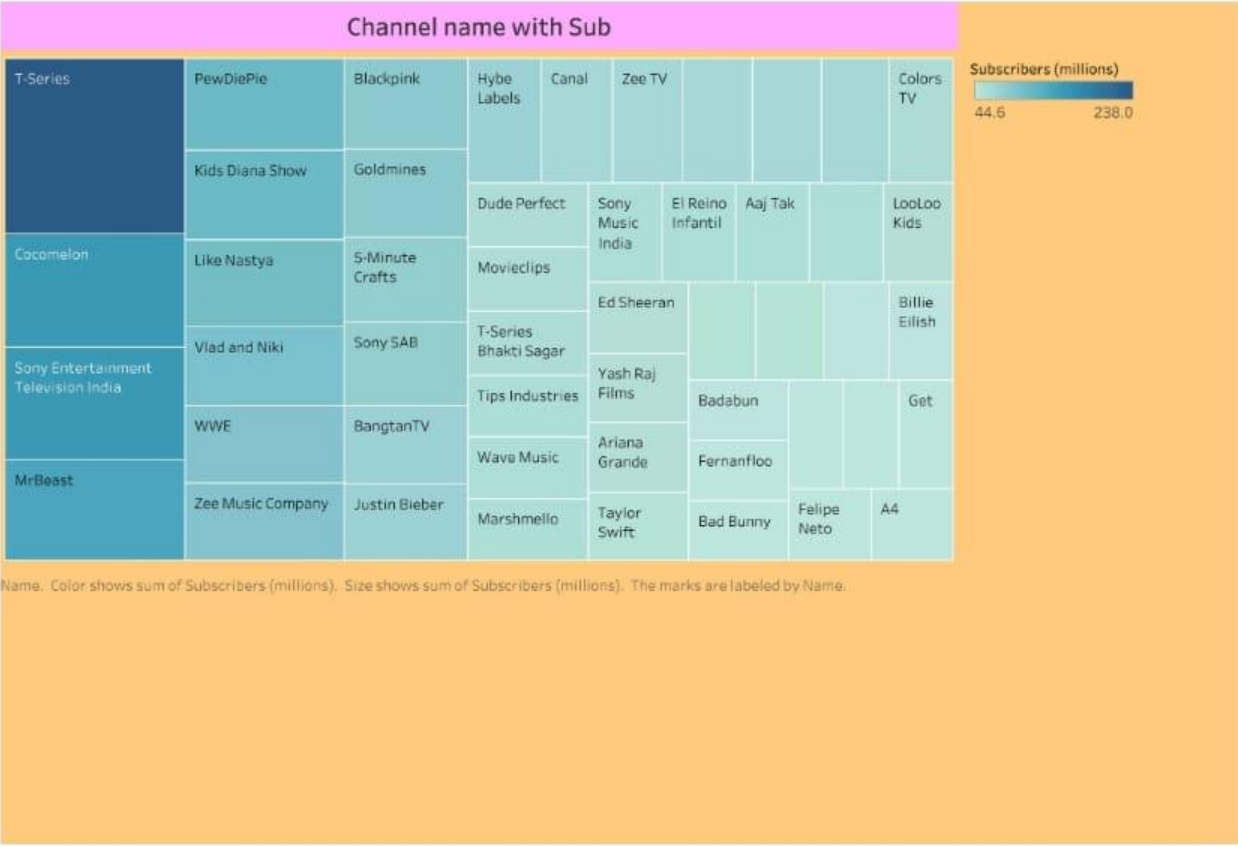 Channel name with Sub
T-Series
Cocomelon
Sony Entertainment
Television India
MrBeast
PewDiePie
Kids Diana Show
Like Nastya
Vlad and Niki
WWE
Zee Music Company
Blackpink
Goldmines
5-Minute
Crafts
Sony SAB
BangtanTV
Justin Bieber
Hybe
Labels
Canal
Zee TV
Colors
TV
Dude Perfect
Movieclips
T-Series
Bhakti Sagar
Tips Industries
Wave Music
Marshmello
Sony
Music
India
El Reino
Infantil
Aaj Tak
LooLoo
Kids
Ed Sheeran
Yash Raj
Films
Ariana
Grande
Taylor
Swift
Billie
Eilish
Badabun
Fernanfloo
Bad Bunny
Get
Felipe
Neto
A4
Subscribers (millions)
44.6 238.0
Name. Color shows sum of Subscribers (millions). Size shows sum of Subscribers (millions). The marks are labeled by Name.